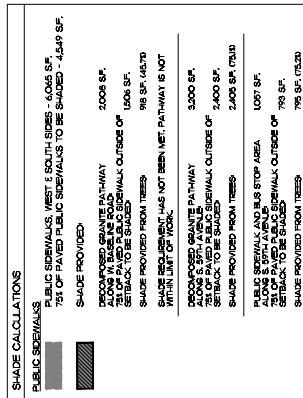 SHADE CALCULATIONS
PUBLIC SIDEWALKS
PUBLIC SIDEWALKS, WEST & SOUTH SIDES - 6,065 S.F.
75% OF PAVED PUBLIC SIDEWALKS TO BE SHADED - 4,549 S.F.
SHADE PROVIDED:
DECOMPOSED GRANITE PATHWAY 2,008 S.F.
ALONG W. BASELINE ROAD:
75% OF PAVED PUBLIC SIDEWALK OUTSIDE OF 1,506 S.F.
SETBACK TO BE SHADED:
SHADE PROVIDED FROM TREES: 918 S.F. (45.7%)
SHADE REQUIREMENT HAS NOT BEEN MET. PATHWAY IS NOT
WITHIN LIMIT OF WORK.
DECOMPOSED GRANITE PATHWAY 3,200 S.F.
ALONG S. 59TH AVENUE:
75% OF PAVED PUBLIC SIDEWALK OUTSIDE OF 2,400 S.F.
SETBACK TO BE SHADED:
SHADE PROVIDED FROM TREES: 2,405 S.F. (75.1%)
PUBLIC SIDEWALK AND BUS STOP AREA 1,057 S.F.
ALONG S. 59TH AVENUE:
75% OF PAVED PUBLIC SIDEWALK OUTSIDE OF 793 S.F.
SETBACK TO BE SHADED:
SHADE PROVIDED FROM TREES: 795 S.F. (75.2%)